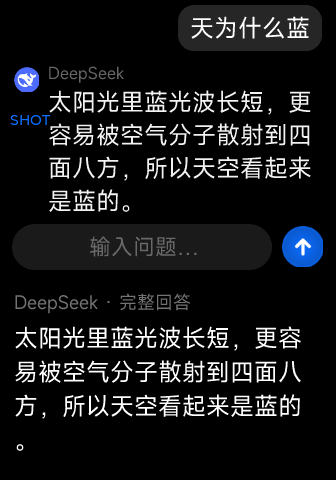 天为什么蓝
DeepSeek
SHOT
太阳光里蓝光波长短，更
容易被空气分子散射到四
面八方，所以天空看起来
是蓝的。
输入问题...
DeepSeek · 完整回答
太阳光里蓝光波长短，更容
易被空气分子散射到四面八
方，所以天空看起来是蓝的
。